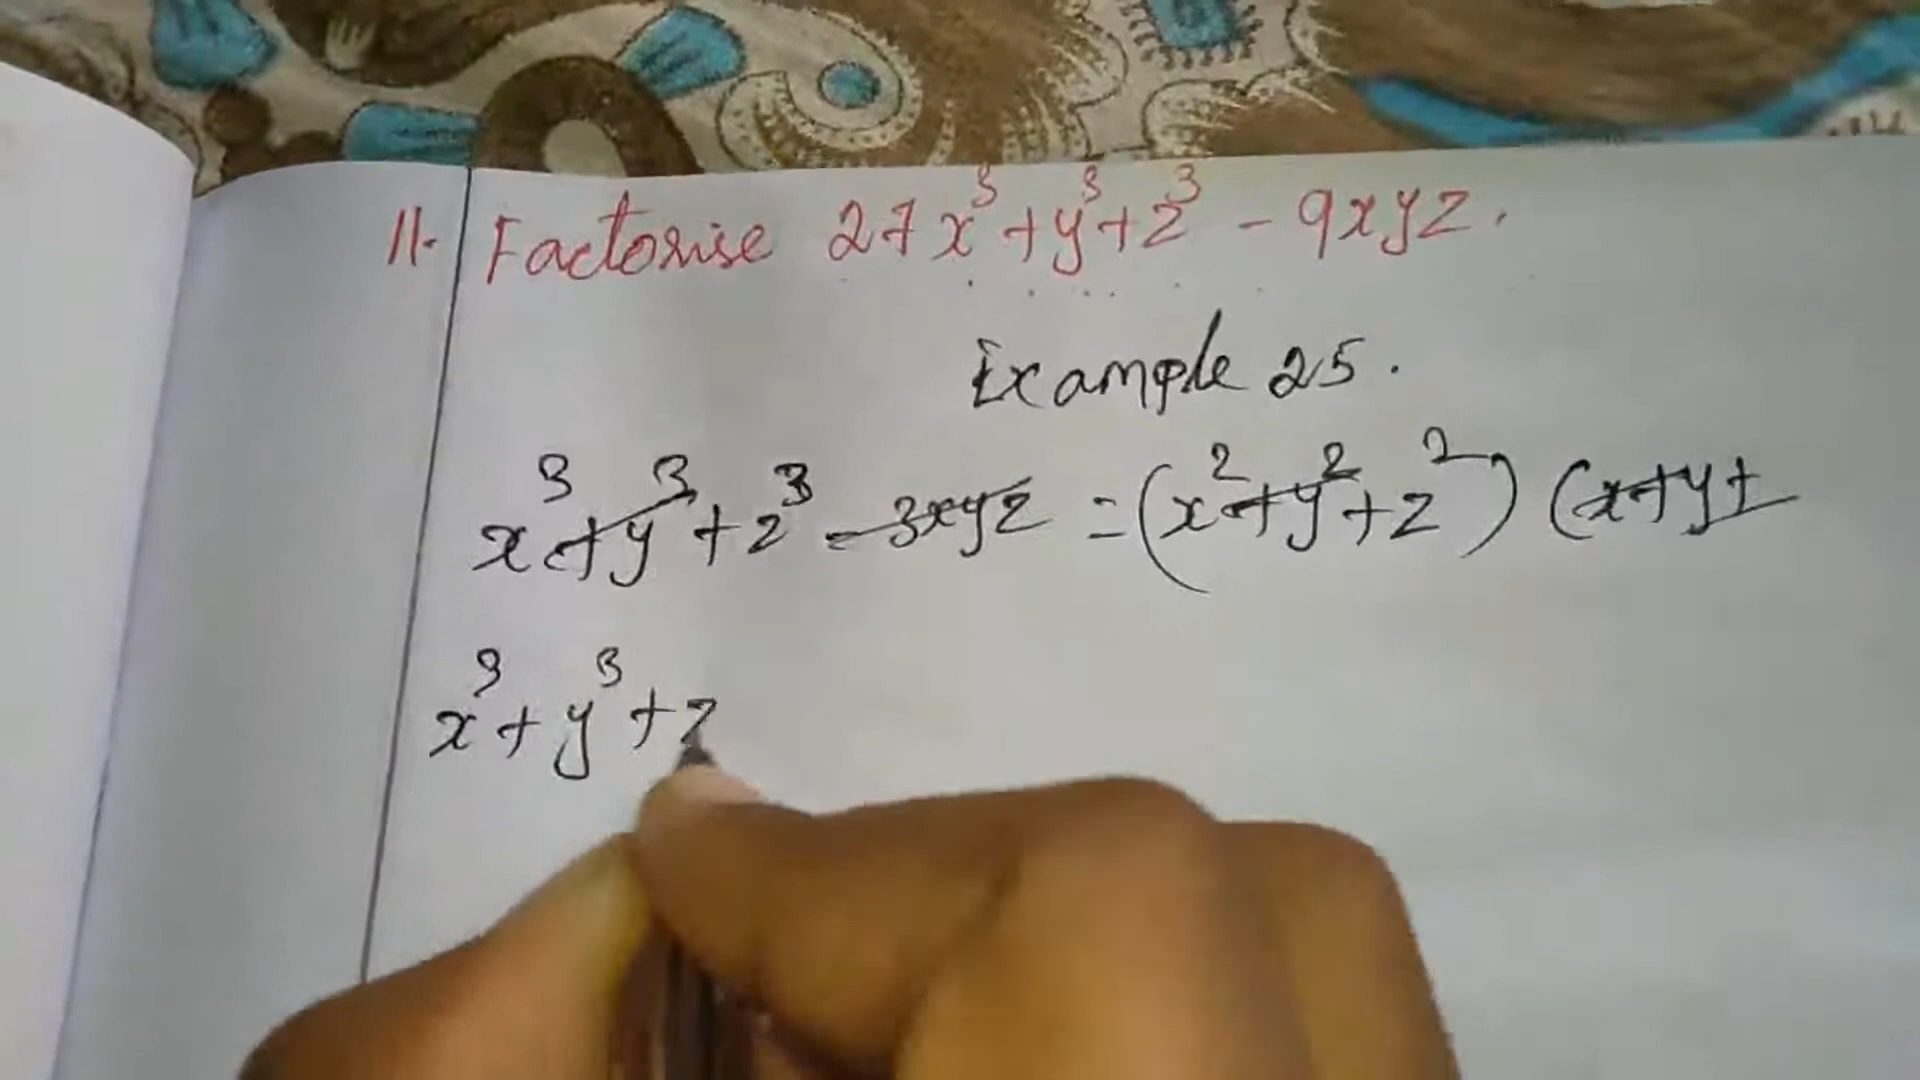 11. Factorise 27x³ + y³ + z³ - 9xyz.
Example 25.
x³ + y³ + z³ - 3xyz = (x² + y² + z²) (x + y +
x³ + y³ + z